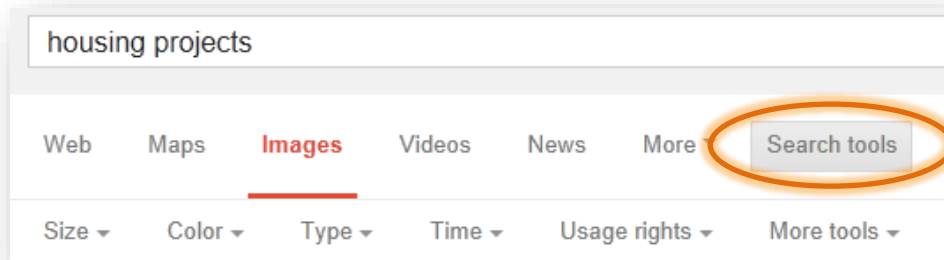 housing projects
Web Maps Images Videos News More Search tools
Size Color Type Time Usage rights More tools